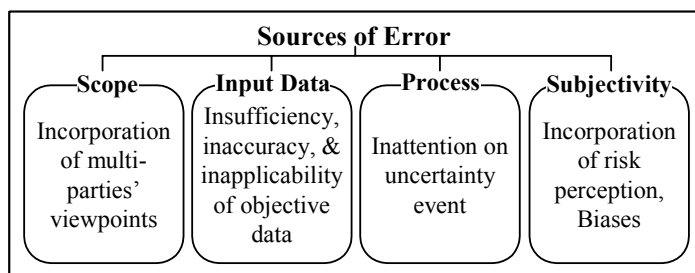 Sources of Error
Scope
Incorporation
of multi-
parties'
viewpoints
Input Data
Insufficiency,
inaccuracy, &
inapplicability
of objective
data
Process
Inattention on
uncertainty
event
Subjectivity
Incorporation
of risk
perception,
Biases